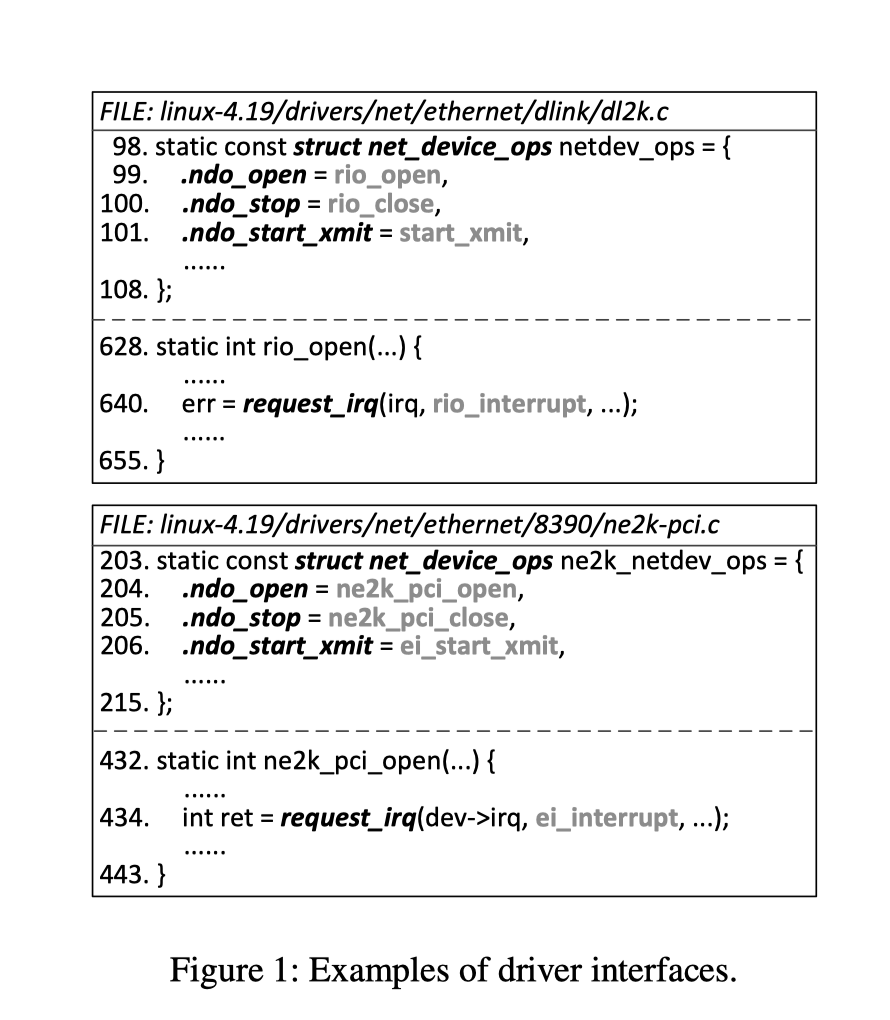 FILE: linux-4.19/drivers/net/ethernet/dlink/dl2k.c
98. static const struct net_device_ops netdev_ops = {
99. .ndo_open = rio_open,
100. .ndo_stop = rio_close,
101. .ndo_start_xmit = start_xmit,
......
108. };
628. static int rio_open(...) {
......
640. err = request_irq(irq, rio_interrupt, ...);
......
655. }
FILE: linux-4.19/drivers/net/ethernet/8390/ne2k-pci.c
203. static const struct net_device_ops ne2k_netdev_ops = {
204. .ndo_open = ne2k_pci_open,
205. .ndo_stop = ne2k_pci_close,
206. .ndo_start_xmit = ei_start_xmit,
......
215. };
432. static int ne2k_pci_open(...) {
......
434. int ret = request_irq(dev->irq, ei_interrupt, ...);
......
443. }
Figure 1: Examples of driver interfaces.